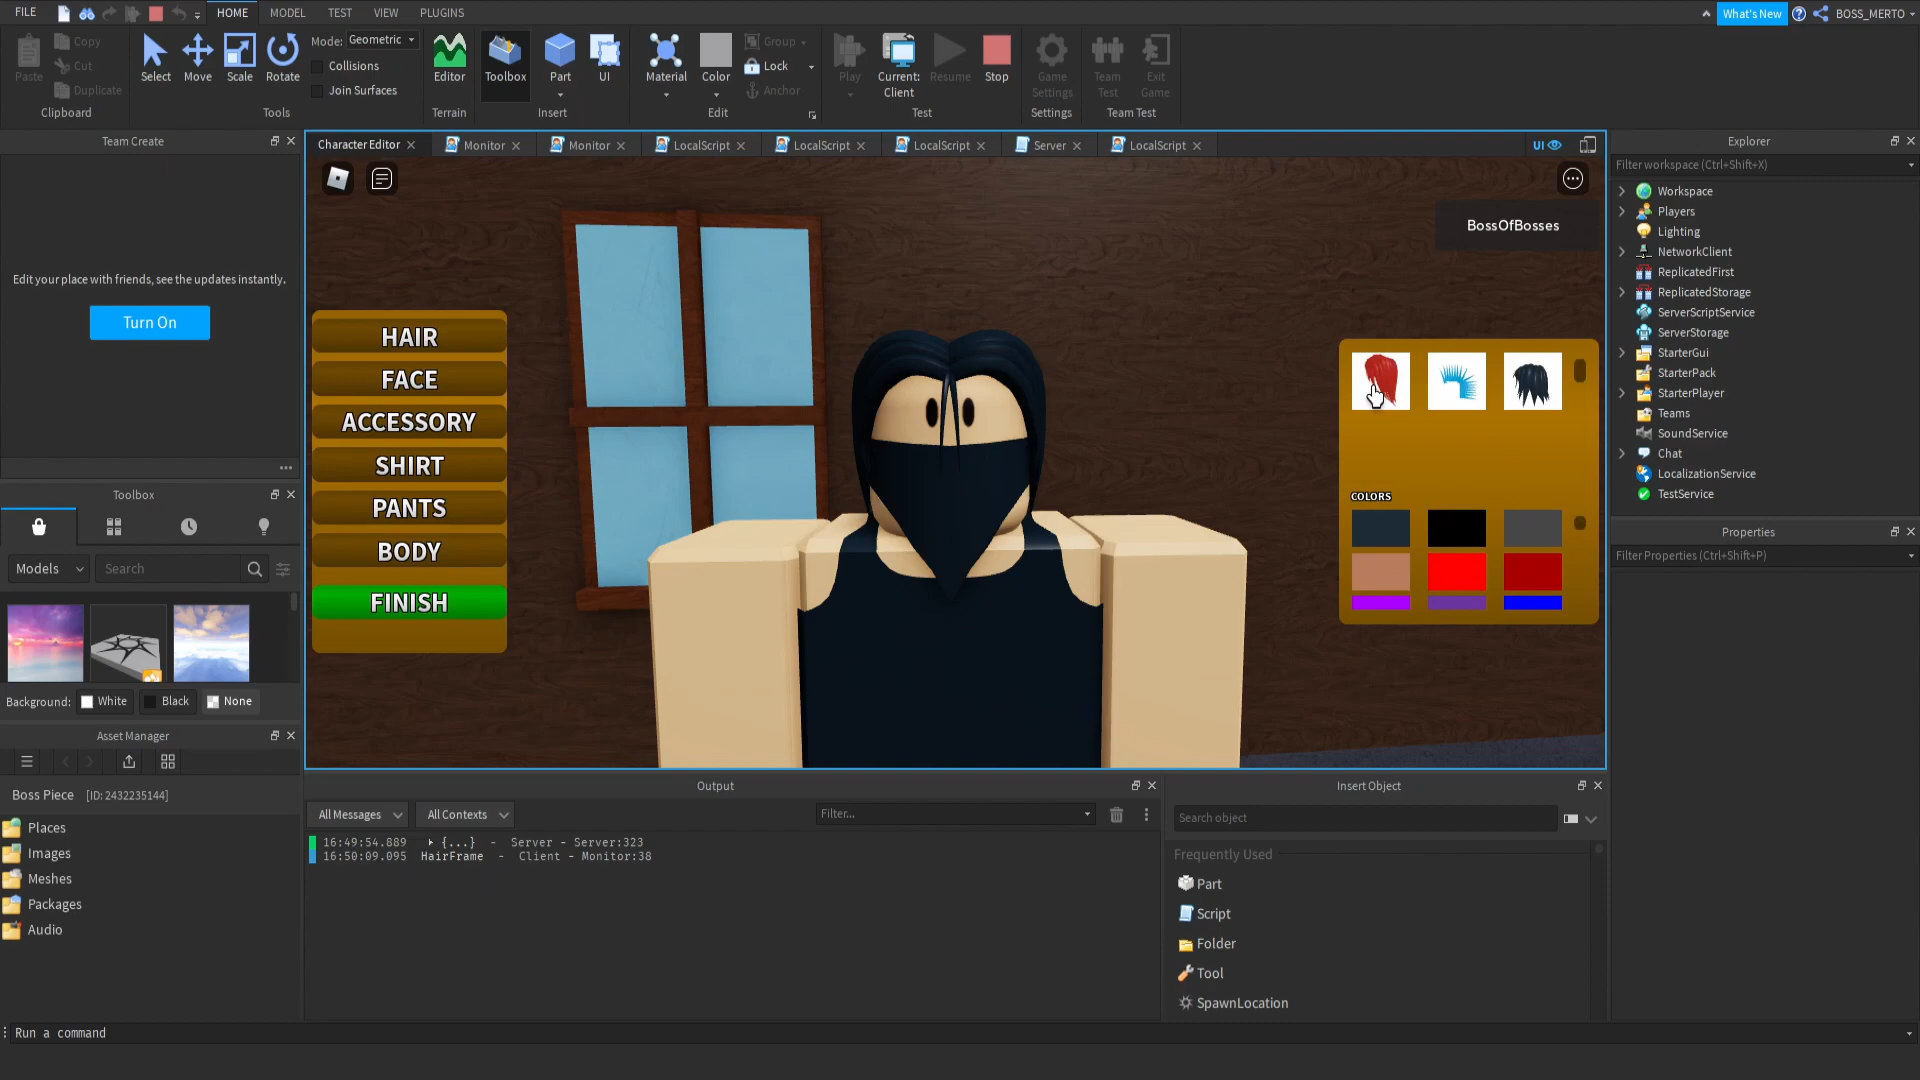 FILE HOME MODEL TEST VIEW PLUGINS What's New BOSS_MERTO
Paste Copy Cut Duplicate Clipboard
Select Move Scale Rotate Mode: Geometric Collisions Join Surfaces Tools
Editor Terrain
Toolbox Part UI Insert
Material Color Group Lock Anchor Edit
Play Current: Client Resume Stop Test
Game Settings Settings
Team Test Exit Game Team Test
Team Create
Edit your place with friends, see the updates instantly.
Turn On
Toolbox
Models Search
Background: White Black None
Asset Manager
Boss Piece [ID: 2432235144]
Places
Images
Meshes
Packages
Audio
Character Editor Monitor Monitor LocalScript LocalScript LocalScript Server LocalScript UI
BossOfBosses
HAIR
FACE
ACCESSORY
SHIRT
PANTS
BODY
FINISH
COLORS
Output
All Messages All Contexts Filter...
16:49:54.889 {...} - Server - Server:323
16:50:09.095 HairFrame - Client - Monitor:38
Insert Object
Search object
Frequently Used
Part
Script
Folder
Tool
SpawnLocation
Explorer
Filter workspace (Ctrl+Shift+X)
Workspace
Players
Lighting
NetworkClient
ReplicatedFirst
ReplicatedStorage
ServerScriptService
ServerStorage
StarterGui
StarterPack
StarterPlayer
Teams
SoundService
Chat
LocalizationService
TestService
Properties
Filter Properties (Ctrl+Shift+P)
Run a command